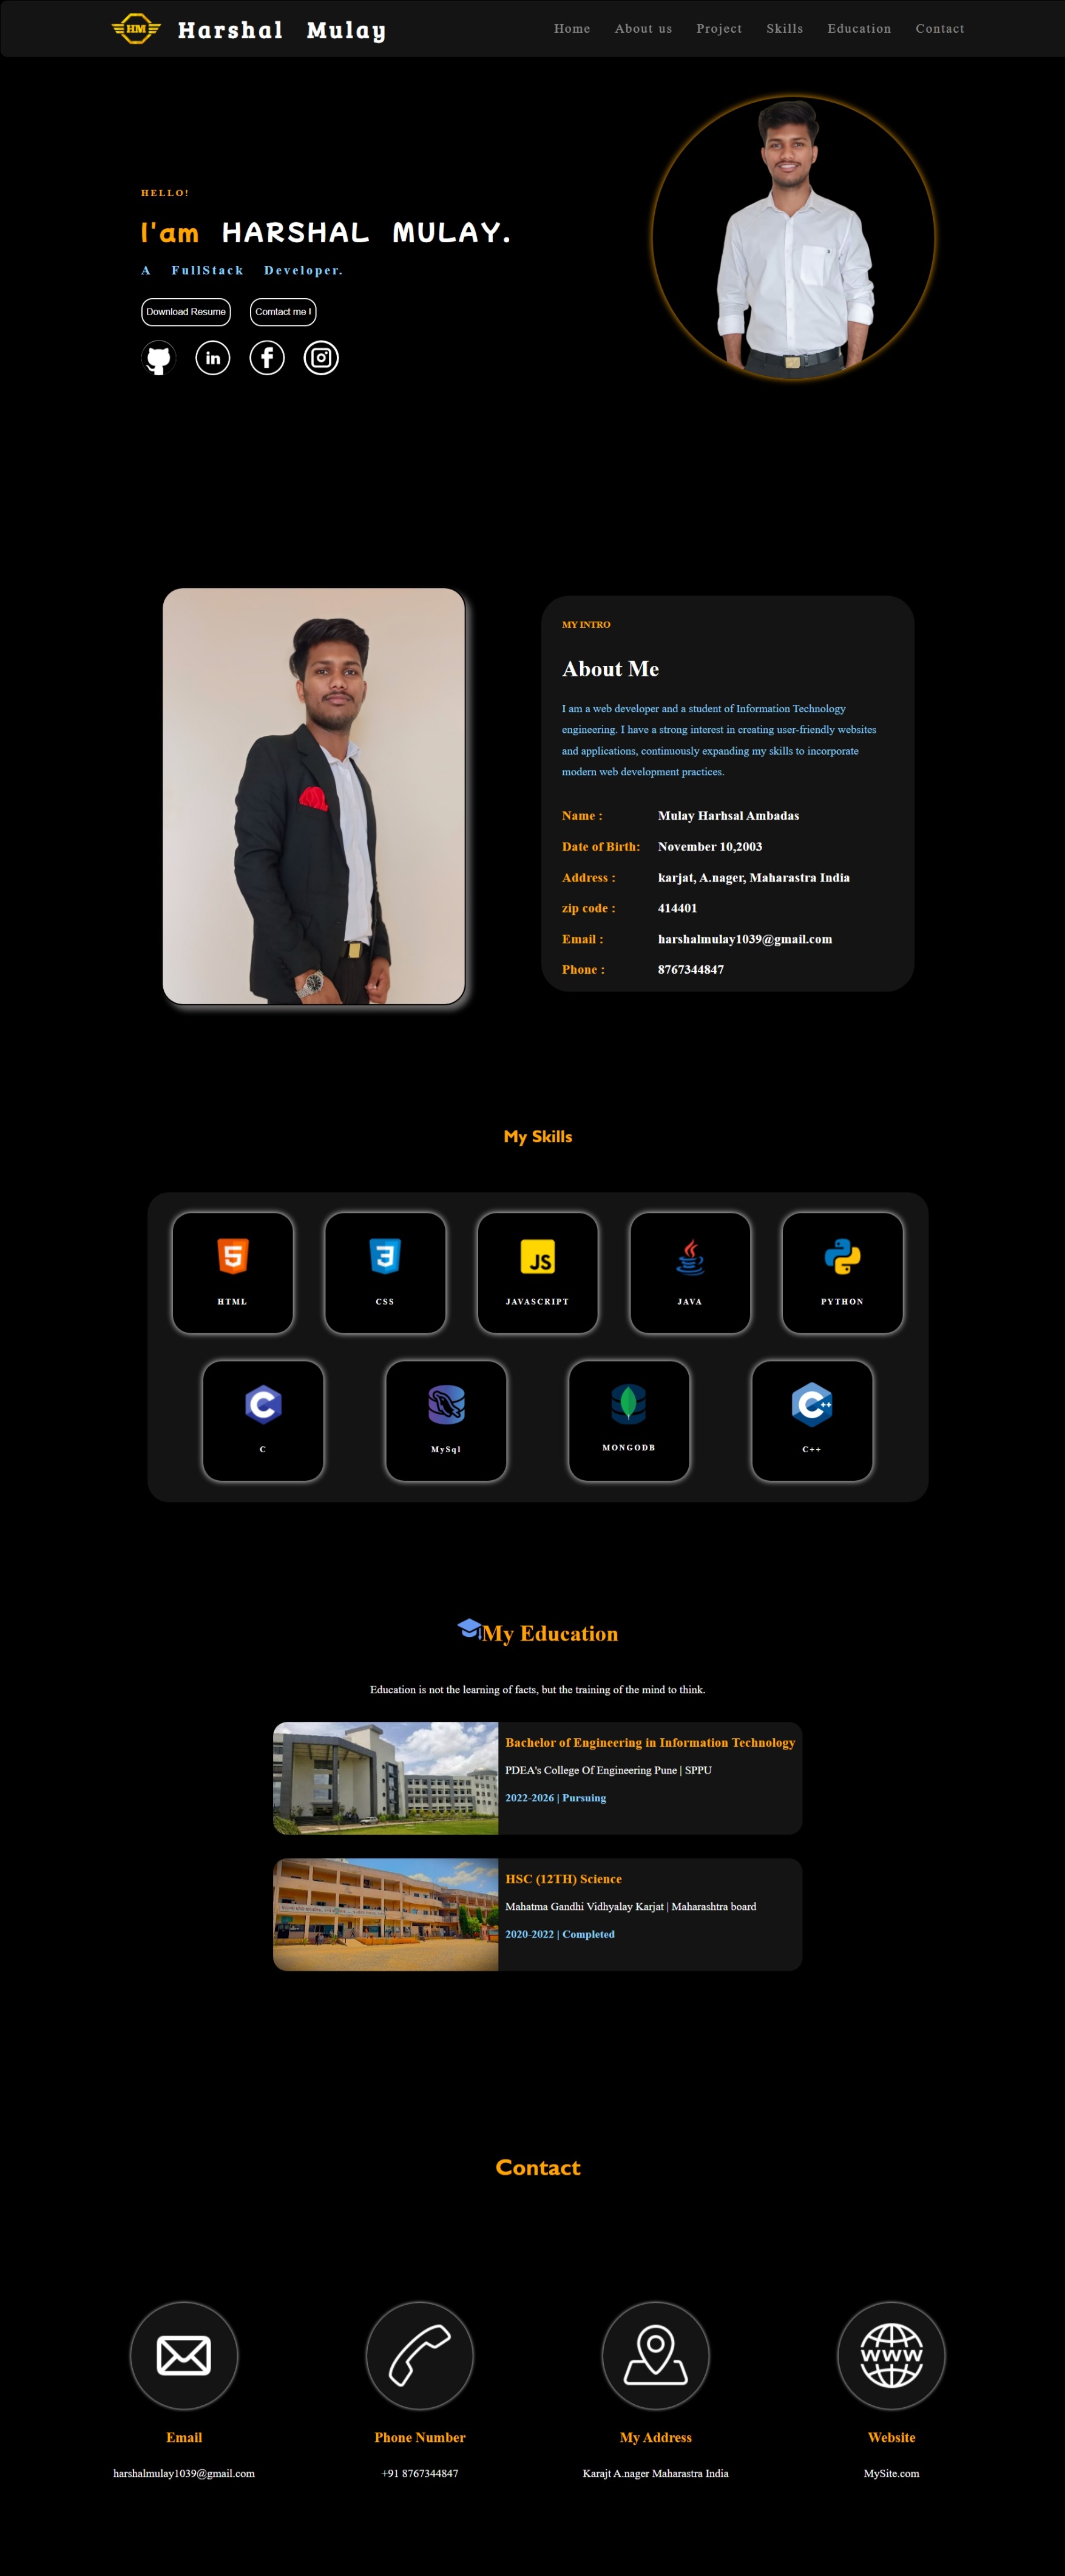 HM Harshal Mulay
Home About us Project Skills Education Contact
HELLO!
I'am HARSHAL MULAY.
A FullStack Developer.
Download Resume
Comtact me !
in
MY INTRO
About Me
I am a web developer and a student of Information Technology
engineering. I have a strong interest in creating user-friendly websites
and applications, continuously expanding my skills to incorporate
modern web development practices.
Name : Mulay Harhsal Ambadas
Date of Birth: November 10,2003
Address : karjat, A.nager, Maharastra India
zip code : 414401
Email : harshalmulay1039@gmail.com
Phone : 8767344847
My Skills
5
3
JS
HTML
CSS
JAVASCRIPT
JAVA
PYTHON
C
C++
C
MySql
MONGODB
C++
My Education
Education is not the learning of facts, but the training of the mind to think.
Bachelor of Engineering in Information Technology
PDEA's College Of Engineering Pune | SPPU
2022-2026 | Pursuing
HSC (12TH) Science
Mahatma Gandhi Vidhyalay Karjat | Maharashtra board
2020-2022 | Completed
Contact
WWW
Email
Phone Number
My Address
Website
harshalmulay1039@gmail.com
+91 8767344847
Karajt A.nager Maharastra India
MySite.com